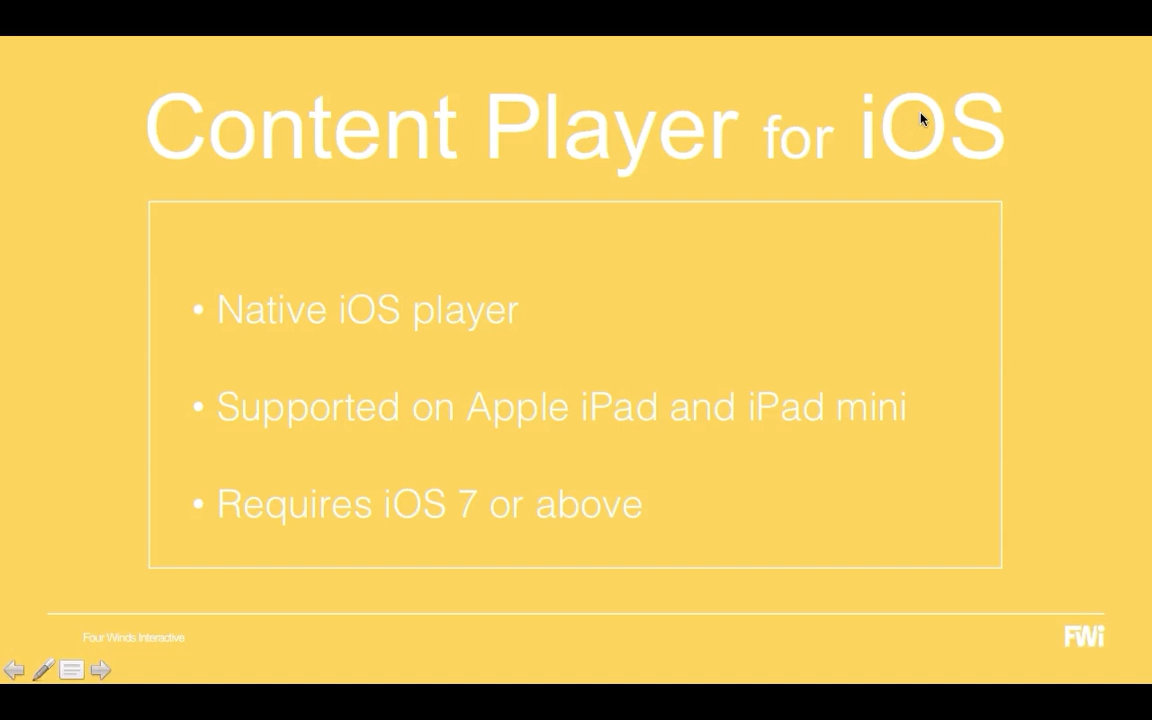 Content Player for iOS
• Native iOS player
• Supported on Apple iPad and iPad mini
• Requires iOS 7 or above
Four Winds Interactive
FWi